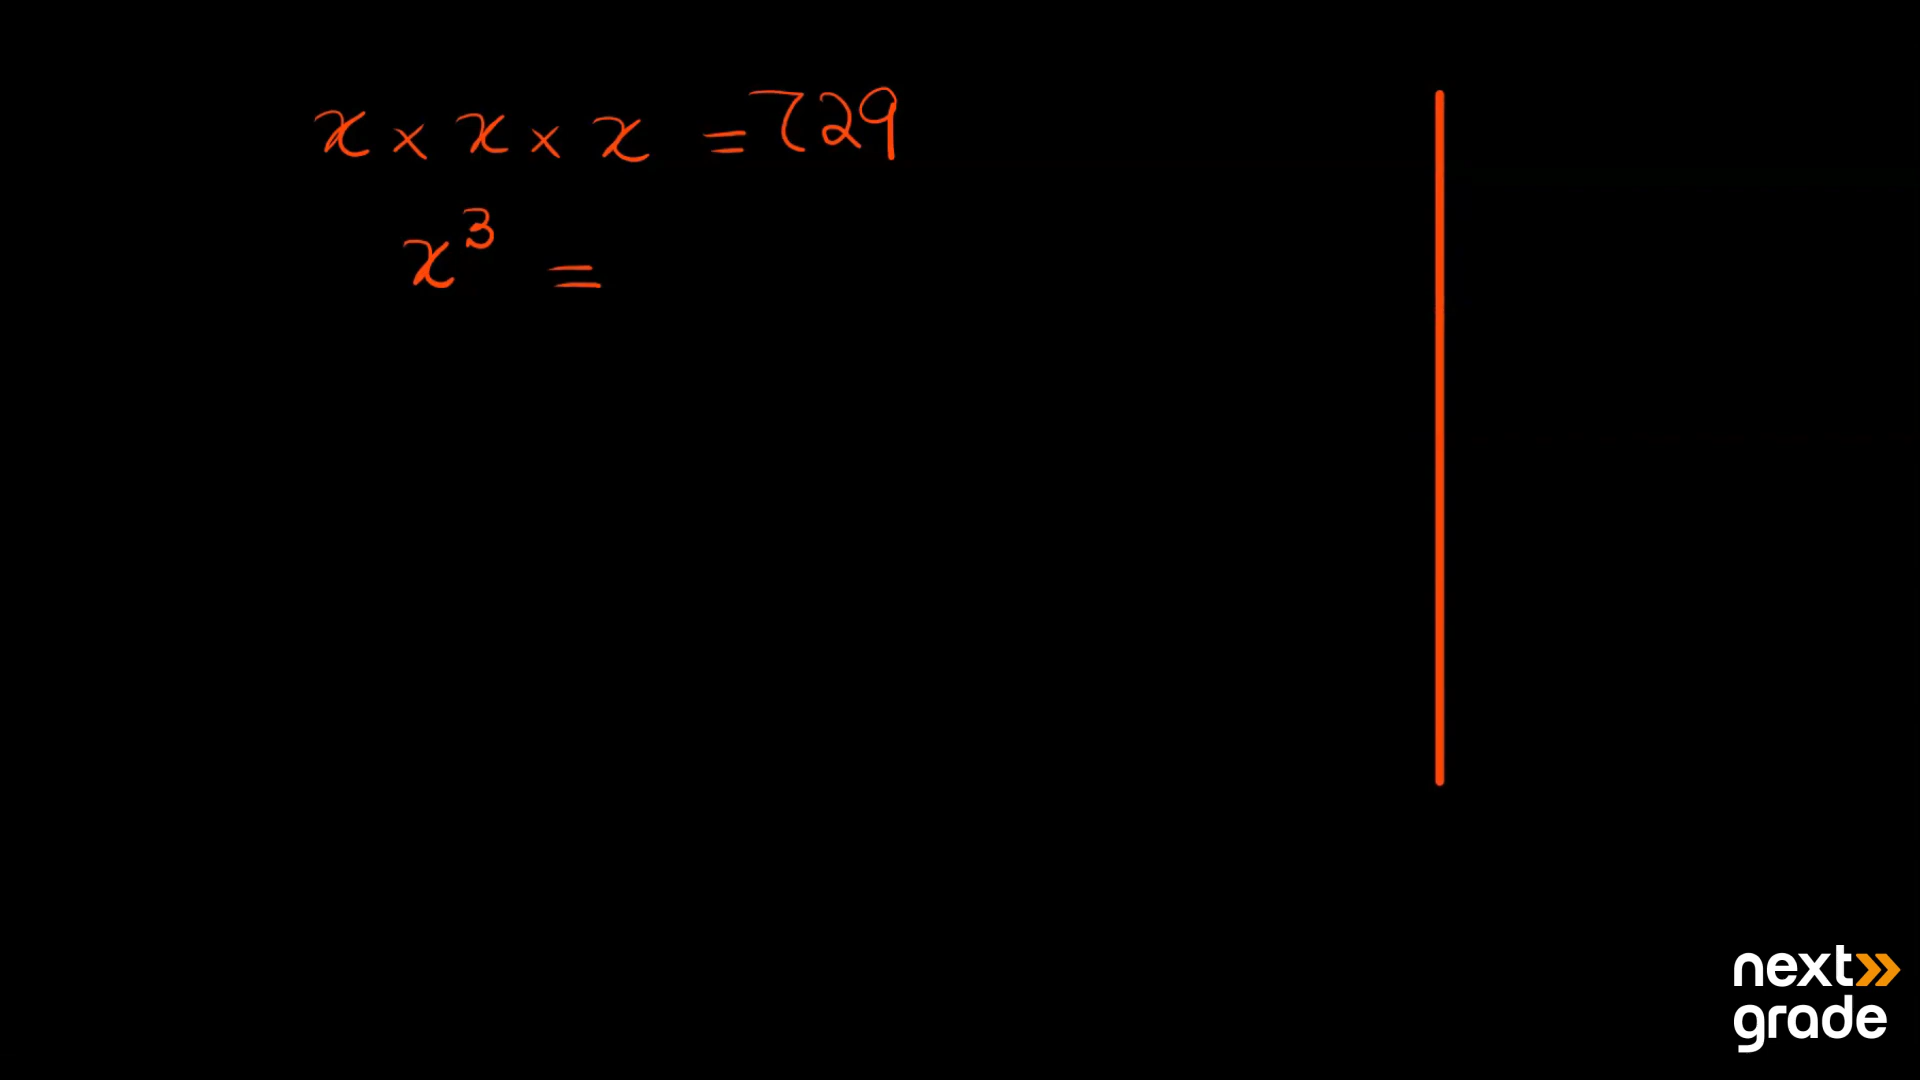 x × x × x = 729
x³ =
next
grade